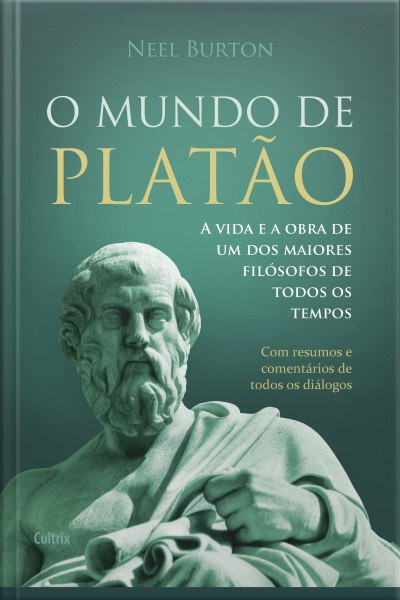 NEEL BURTON
O MUNDO DE
PLATÃO
A VIDA E A OBRA DE
UM DOS MAIORES
FILÓSOFOS DE
TODOS OS
TEMPOS
Com resumos e
comentários de
todos os diálogos
Cultrix